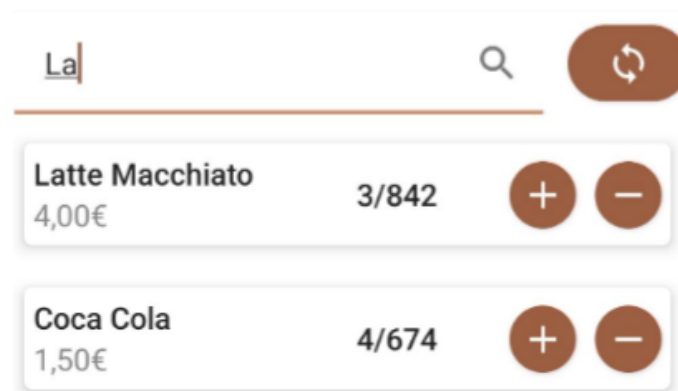 La
Latte Macchiato
4,00€
3/842
Coca Cola
1,50€
4/674